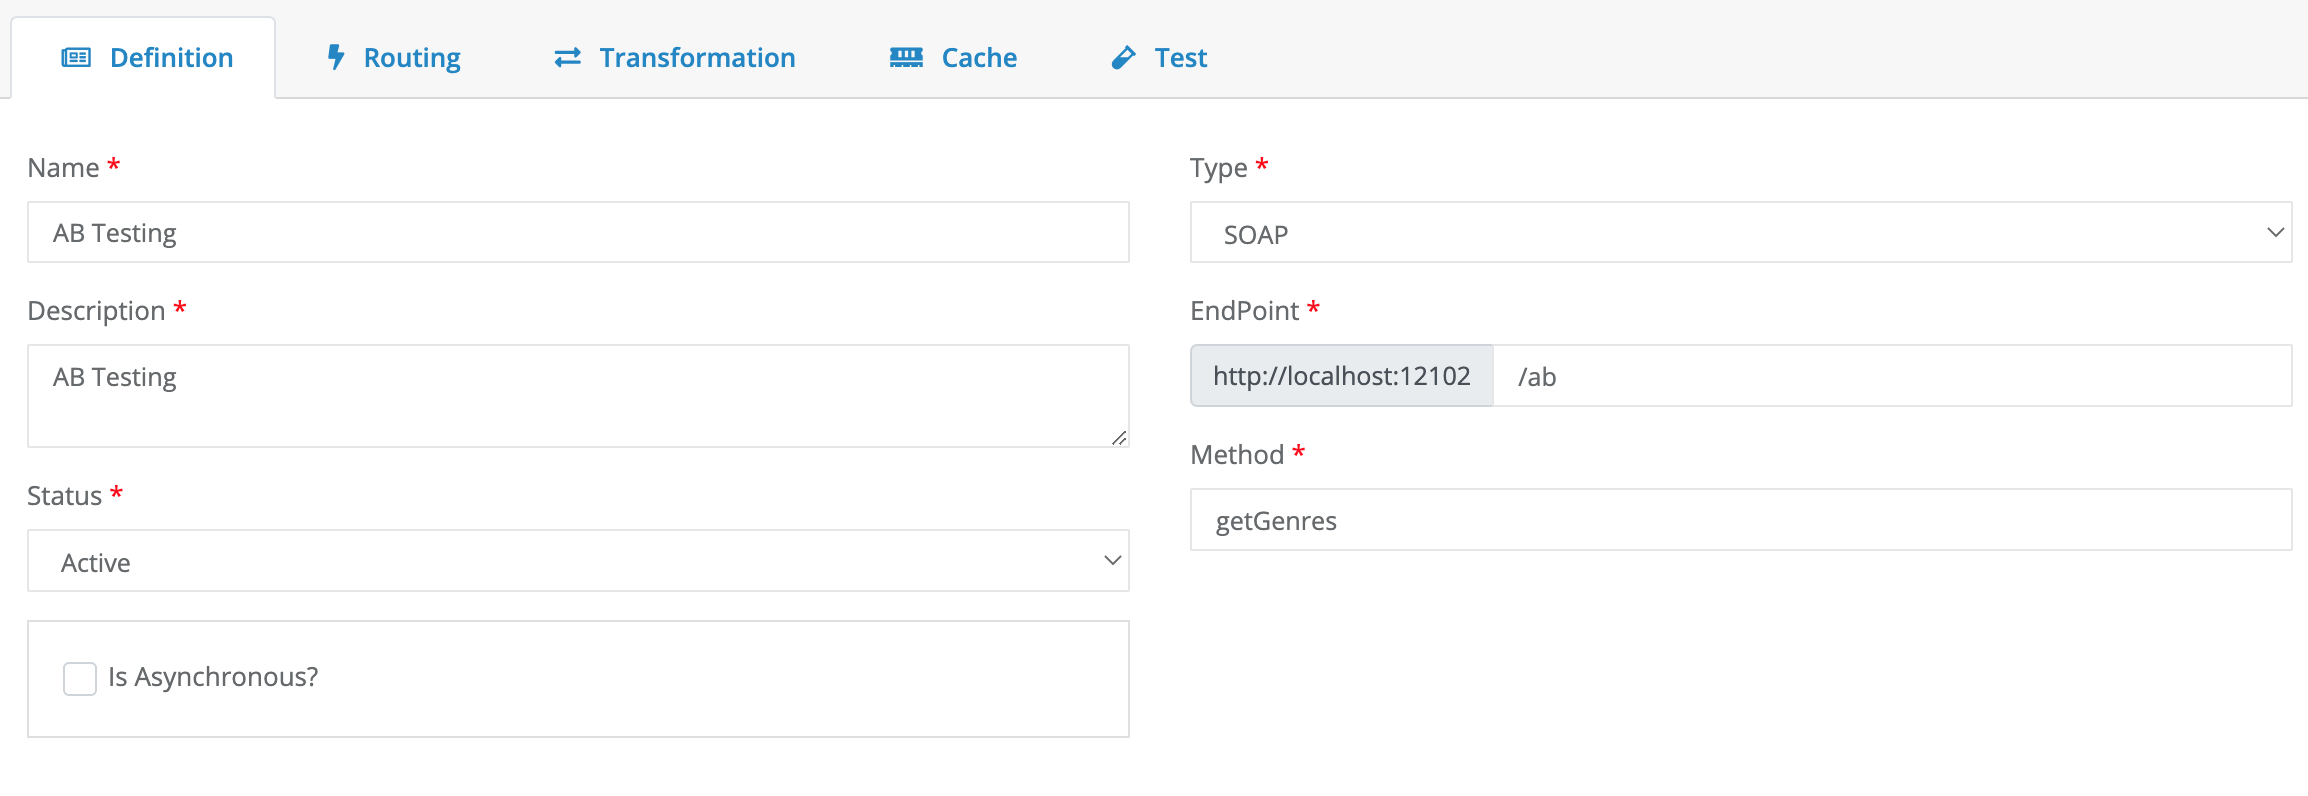 Definition Routing Transformation Cache Test
Name *
AB Testing
Description *
AB Testing
Status *
Active
Is Asynchronous?
Type *
SOAP
EndPoint *
http://localhost:12102 /ab
Method *
getGenres